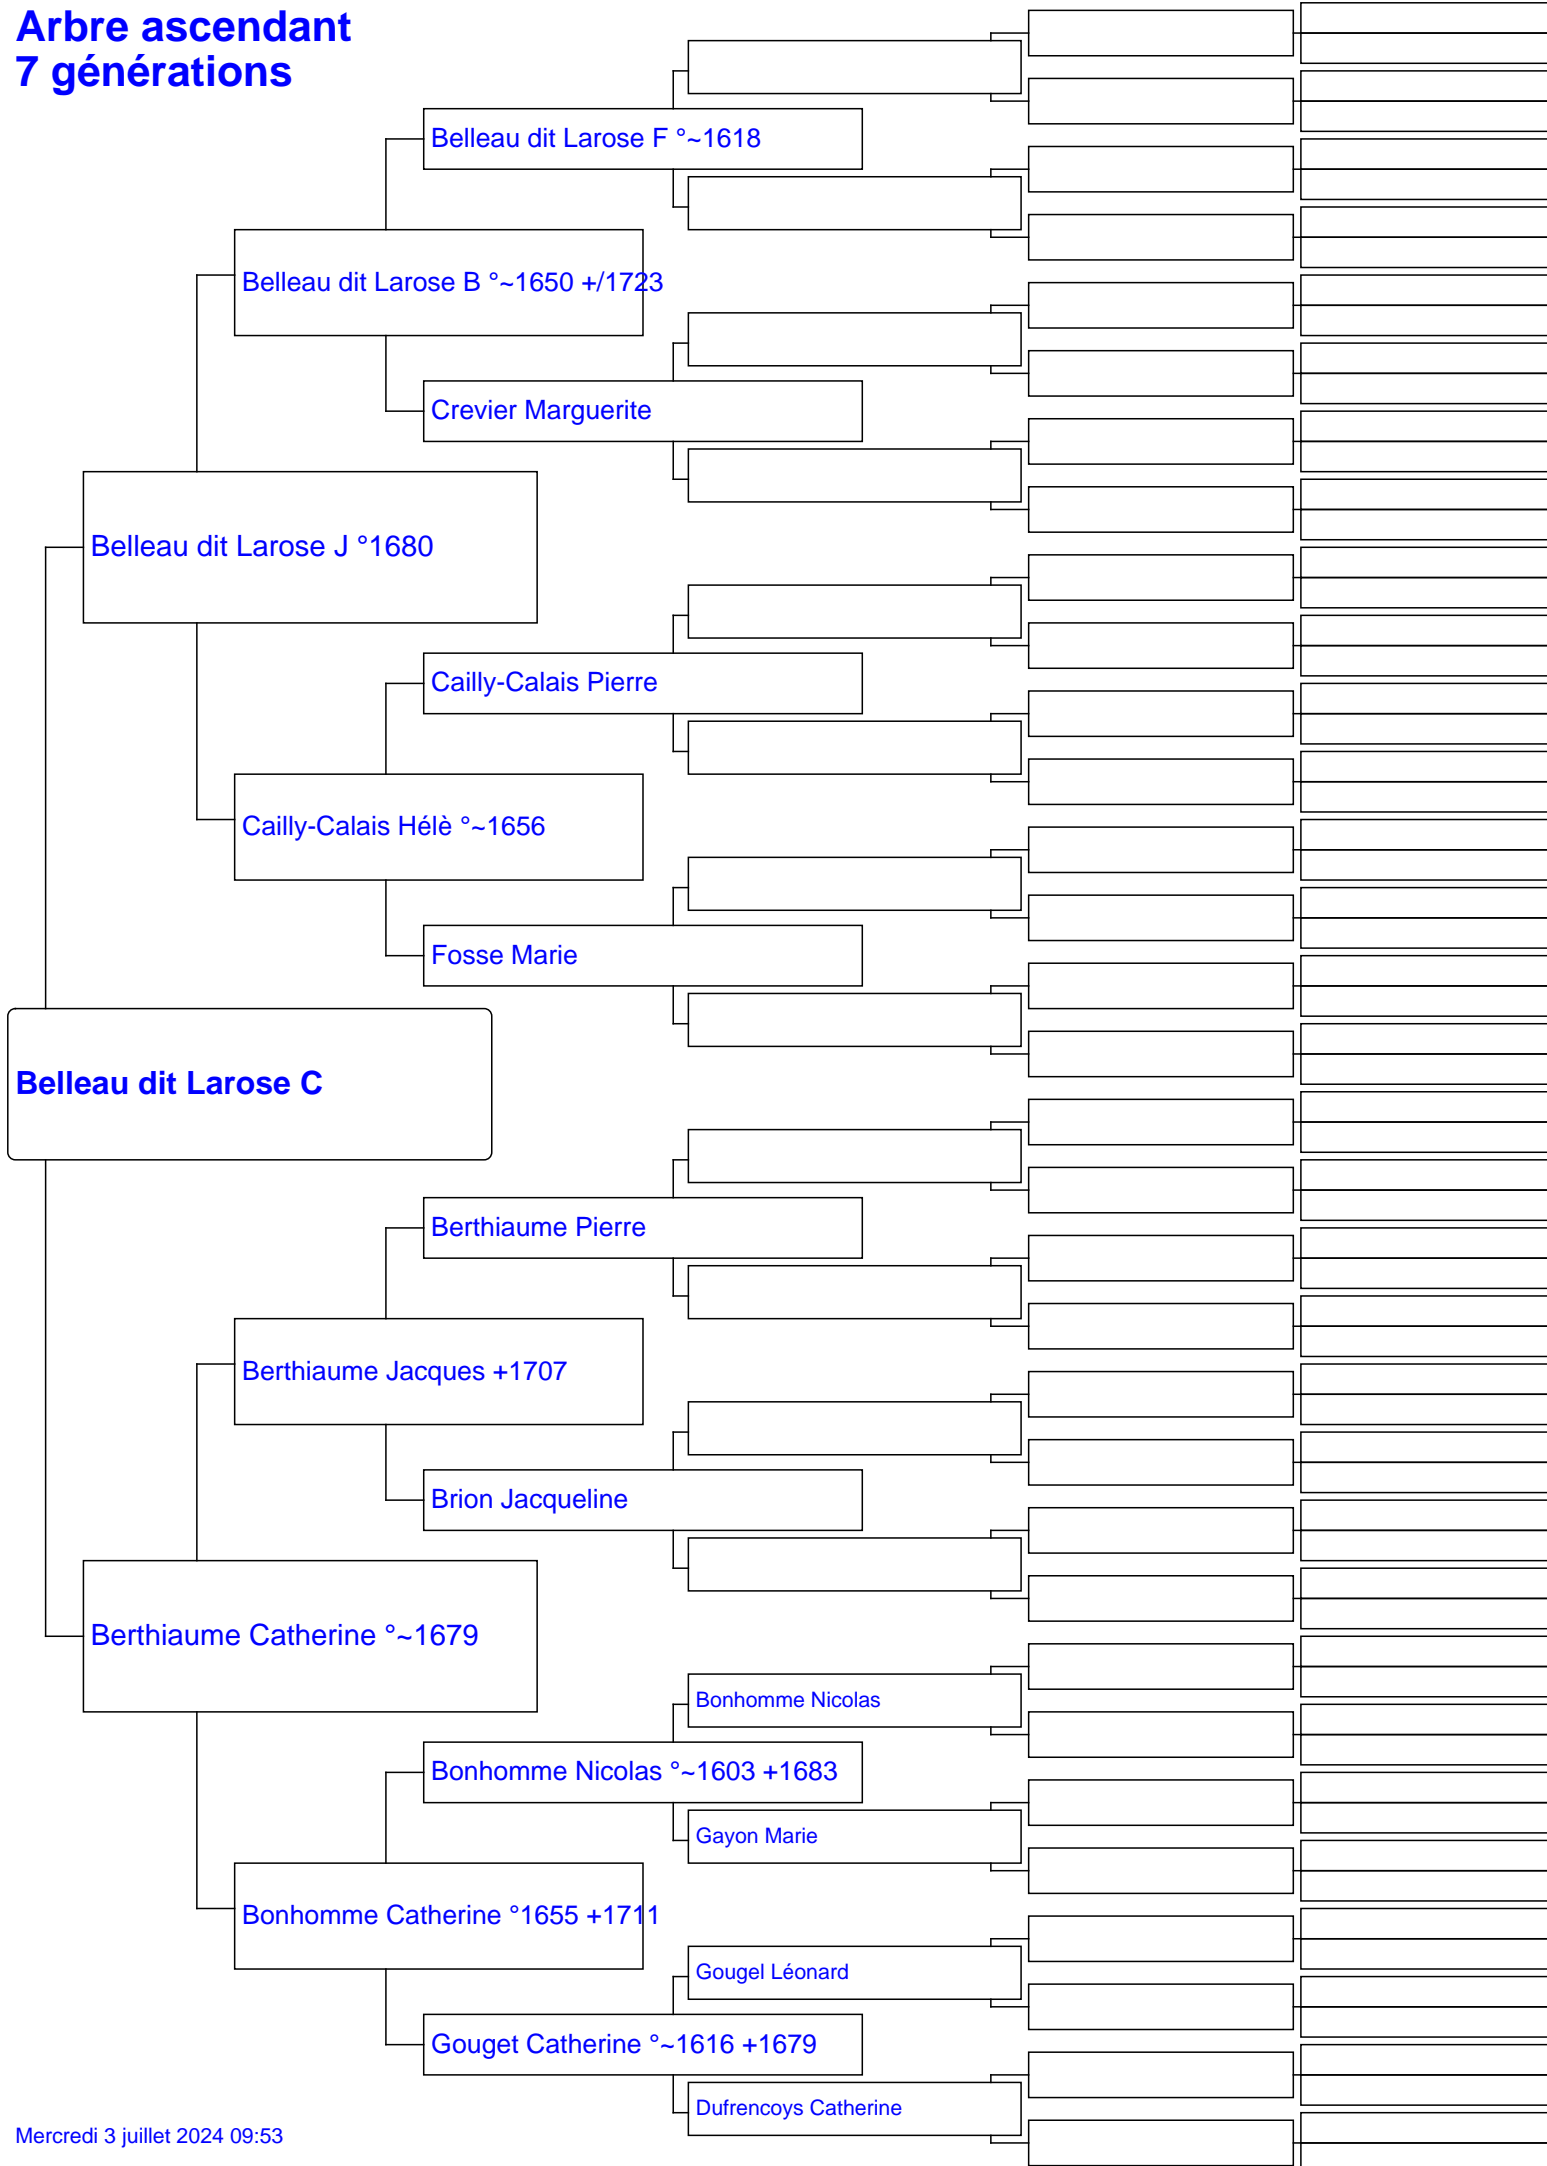 Arbre ascendant
7 générations
Belleau dit Larose F °~1618
Belleau dit Larose B °~1650 +/1723
Crevier Marguerite
Belleau dit Larose J °1680
Cailly-Calais Pierre
Cailly-Calais Hélè °~1656
Fosse Marie
Belleau dit Larose C
Berthiaume Pierre
Berthiaume Jacques +1707
Brion Jacqueline
Berthiaume Catherine °~1679
Bonhomme Nicolas
Bonhomme Nicolas °~1603 +1683
Gayon Marie
Bonhomme Catherine °1655 +1711
Gougel Léonard
Gouget Catherine °~1616 +1679
Dufrencoys Catherine
Mercredi 3 juillet 2024 09:53